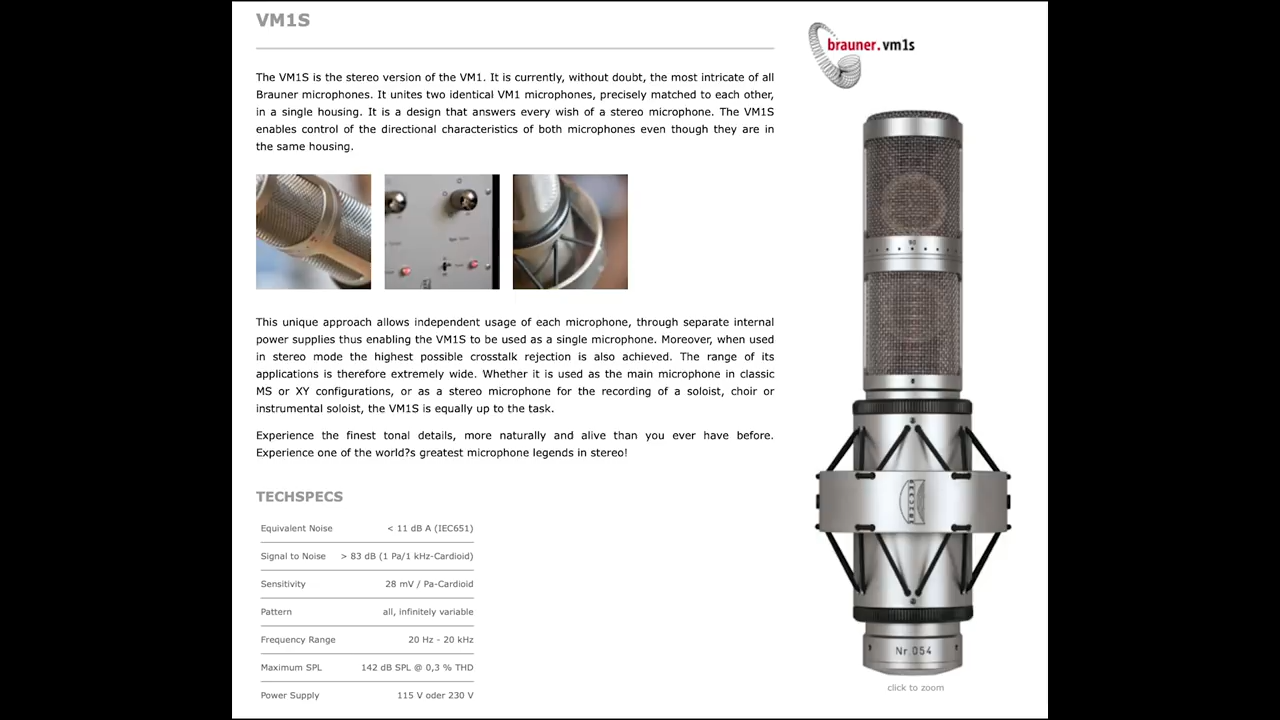 VM1S
brauner.vm1s
The VM1S is the stereo version of the VM1. It is currently, without doubt, the most intricate of all
Brauner microphones. It unites two identical VM1 microphones, precisely matched to each other,
in a single housing. It is a design that answers every wish of a stereo microphone. The VM1S
enables control of the directional characteristics of both microphones even though they are in
the same housing.
90
This unique approach allows independent usage of each microphone, through separate internal
power supplies thus enabling the VM1S to be used as a single microphone. Moreover, when used
in stereo mode the highest possible crosstalk rejection is also achieved. The range of its
applications is therefore extremely wide. Whether it is used as the main microphone in classic
MS or XY configurations, or as a stereo microphone for the recording of a soloist, choir or
instrumental soloist, the VM1S is equally up to the task.
Experience the finest tonal details, more naturally and alive than you ever have before.
Experience one of the world?s greatest microphone legends in stereo!
TECHSPECS
Equivalent Noise < 11 dB A (IEC651)
Signal to Noise > 83 dB (1 Pa/1 kHz-Cardioid)
Sensitivity 28 mV / Pa-Cardioid
Pattern all, infinitely variable
Frequency Range 20 Hz - 20 kHz
Maximum SPL 142 dB SPL @ 0,3 % THD
Power Supply 115 V oder 230 V
BRAUNER
Nr 054
click to zoom